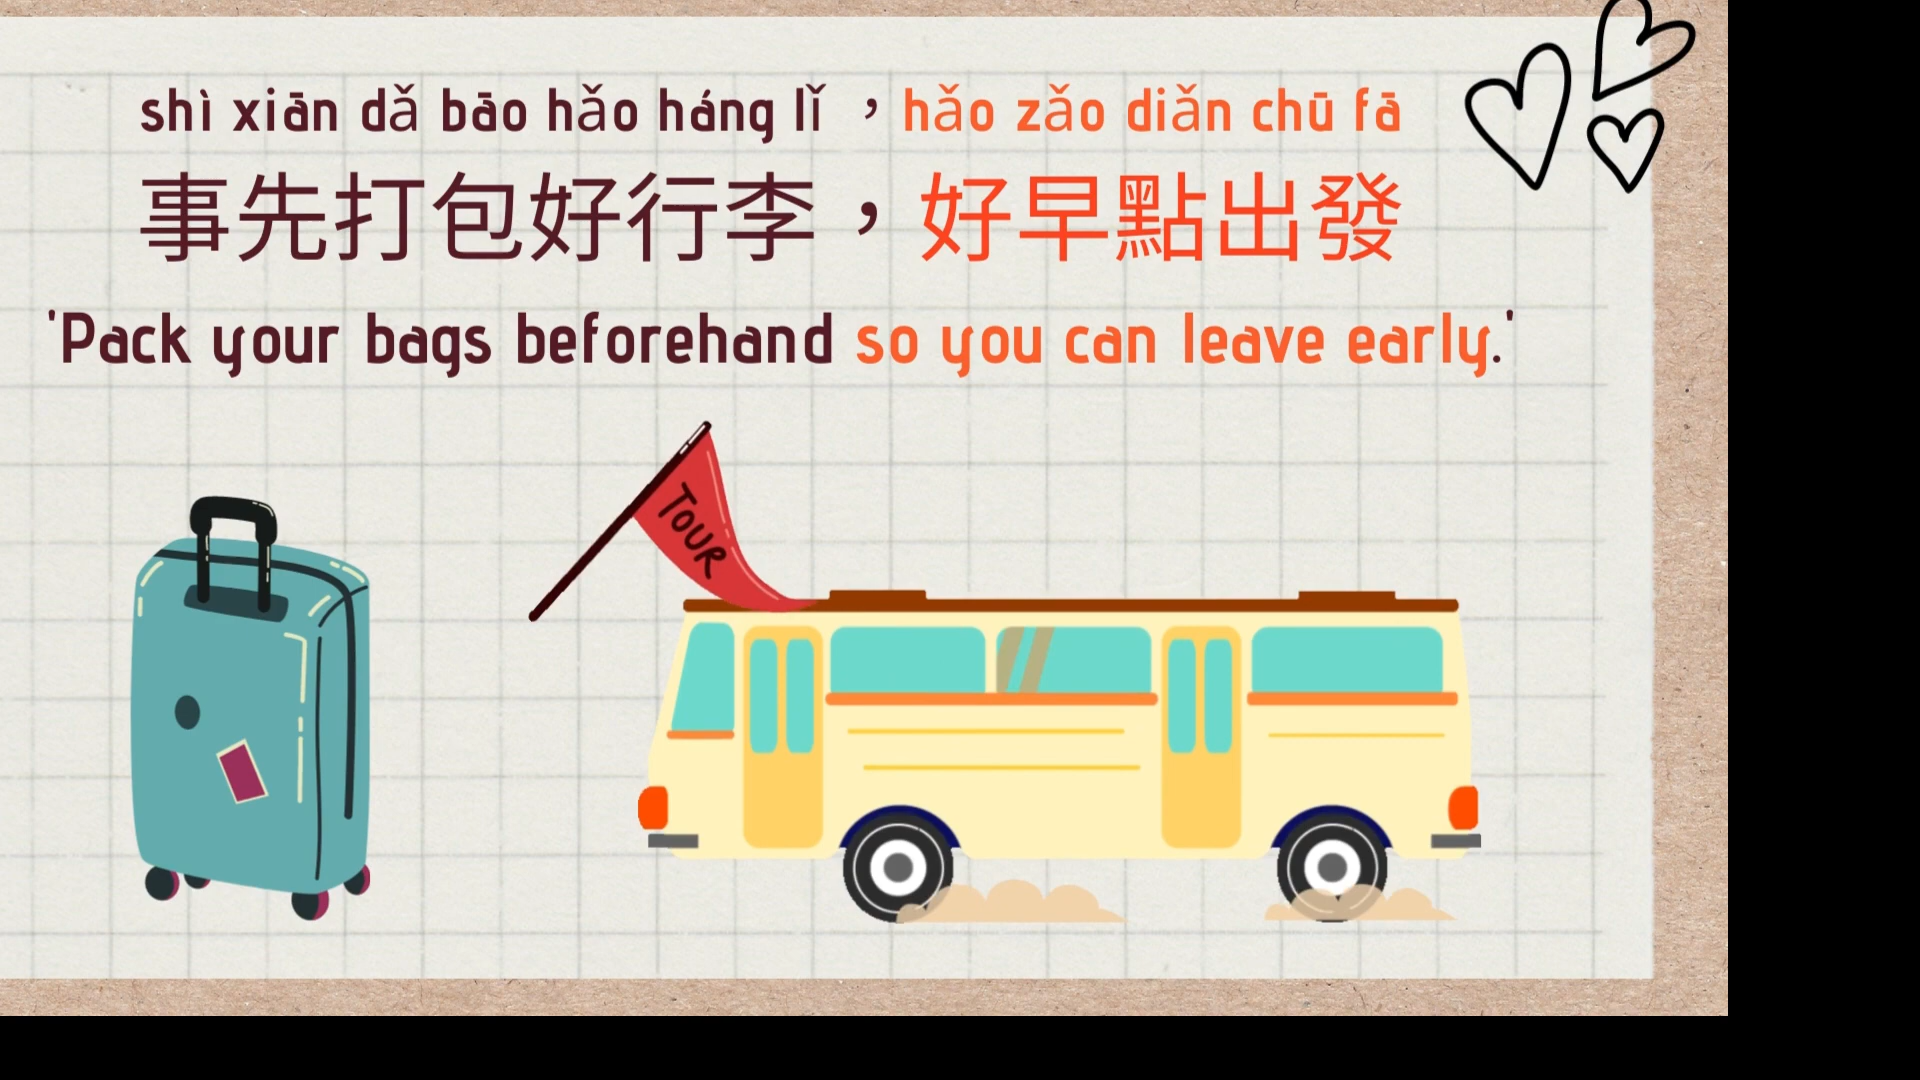 shì xiān dǎ bāo hǎo háng lǐ ，hǎo zǎo diǎn chū fā
事先打包好行李，好早點出發
'Pack your bags beforehand so you can leave early.'
TOUR